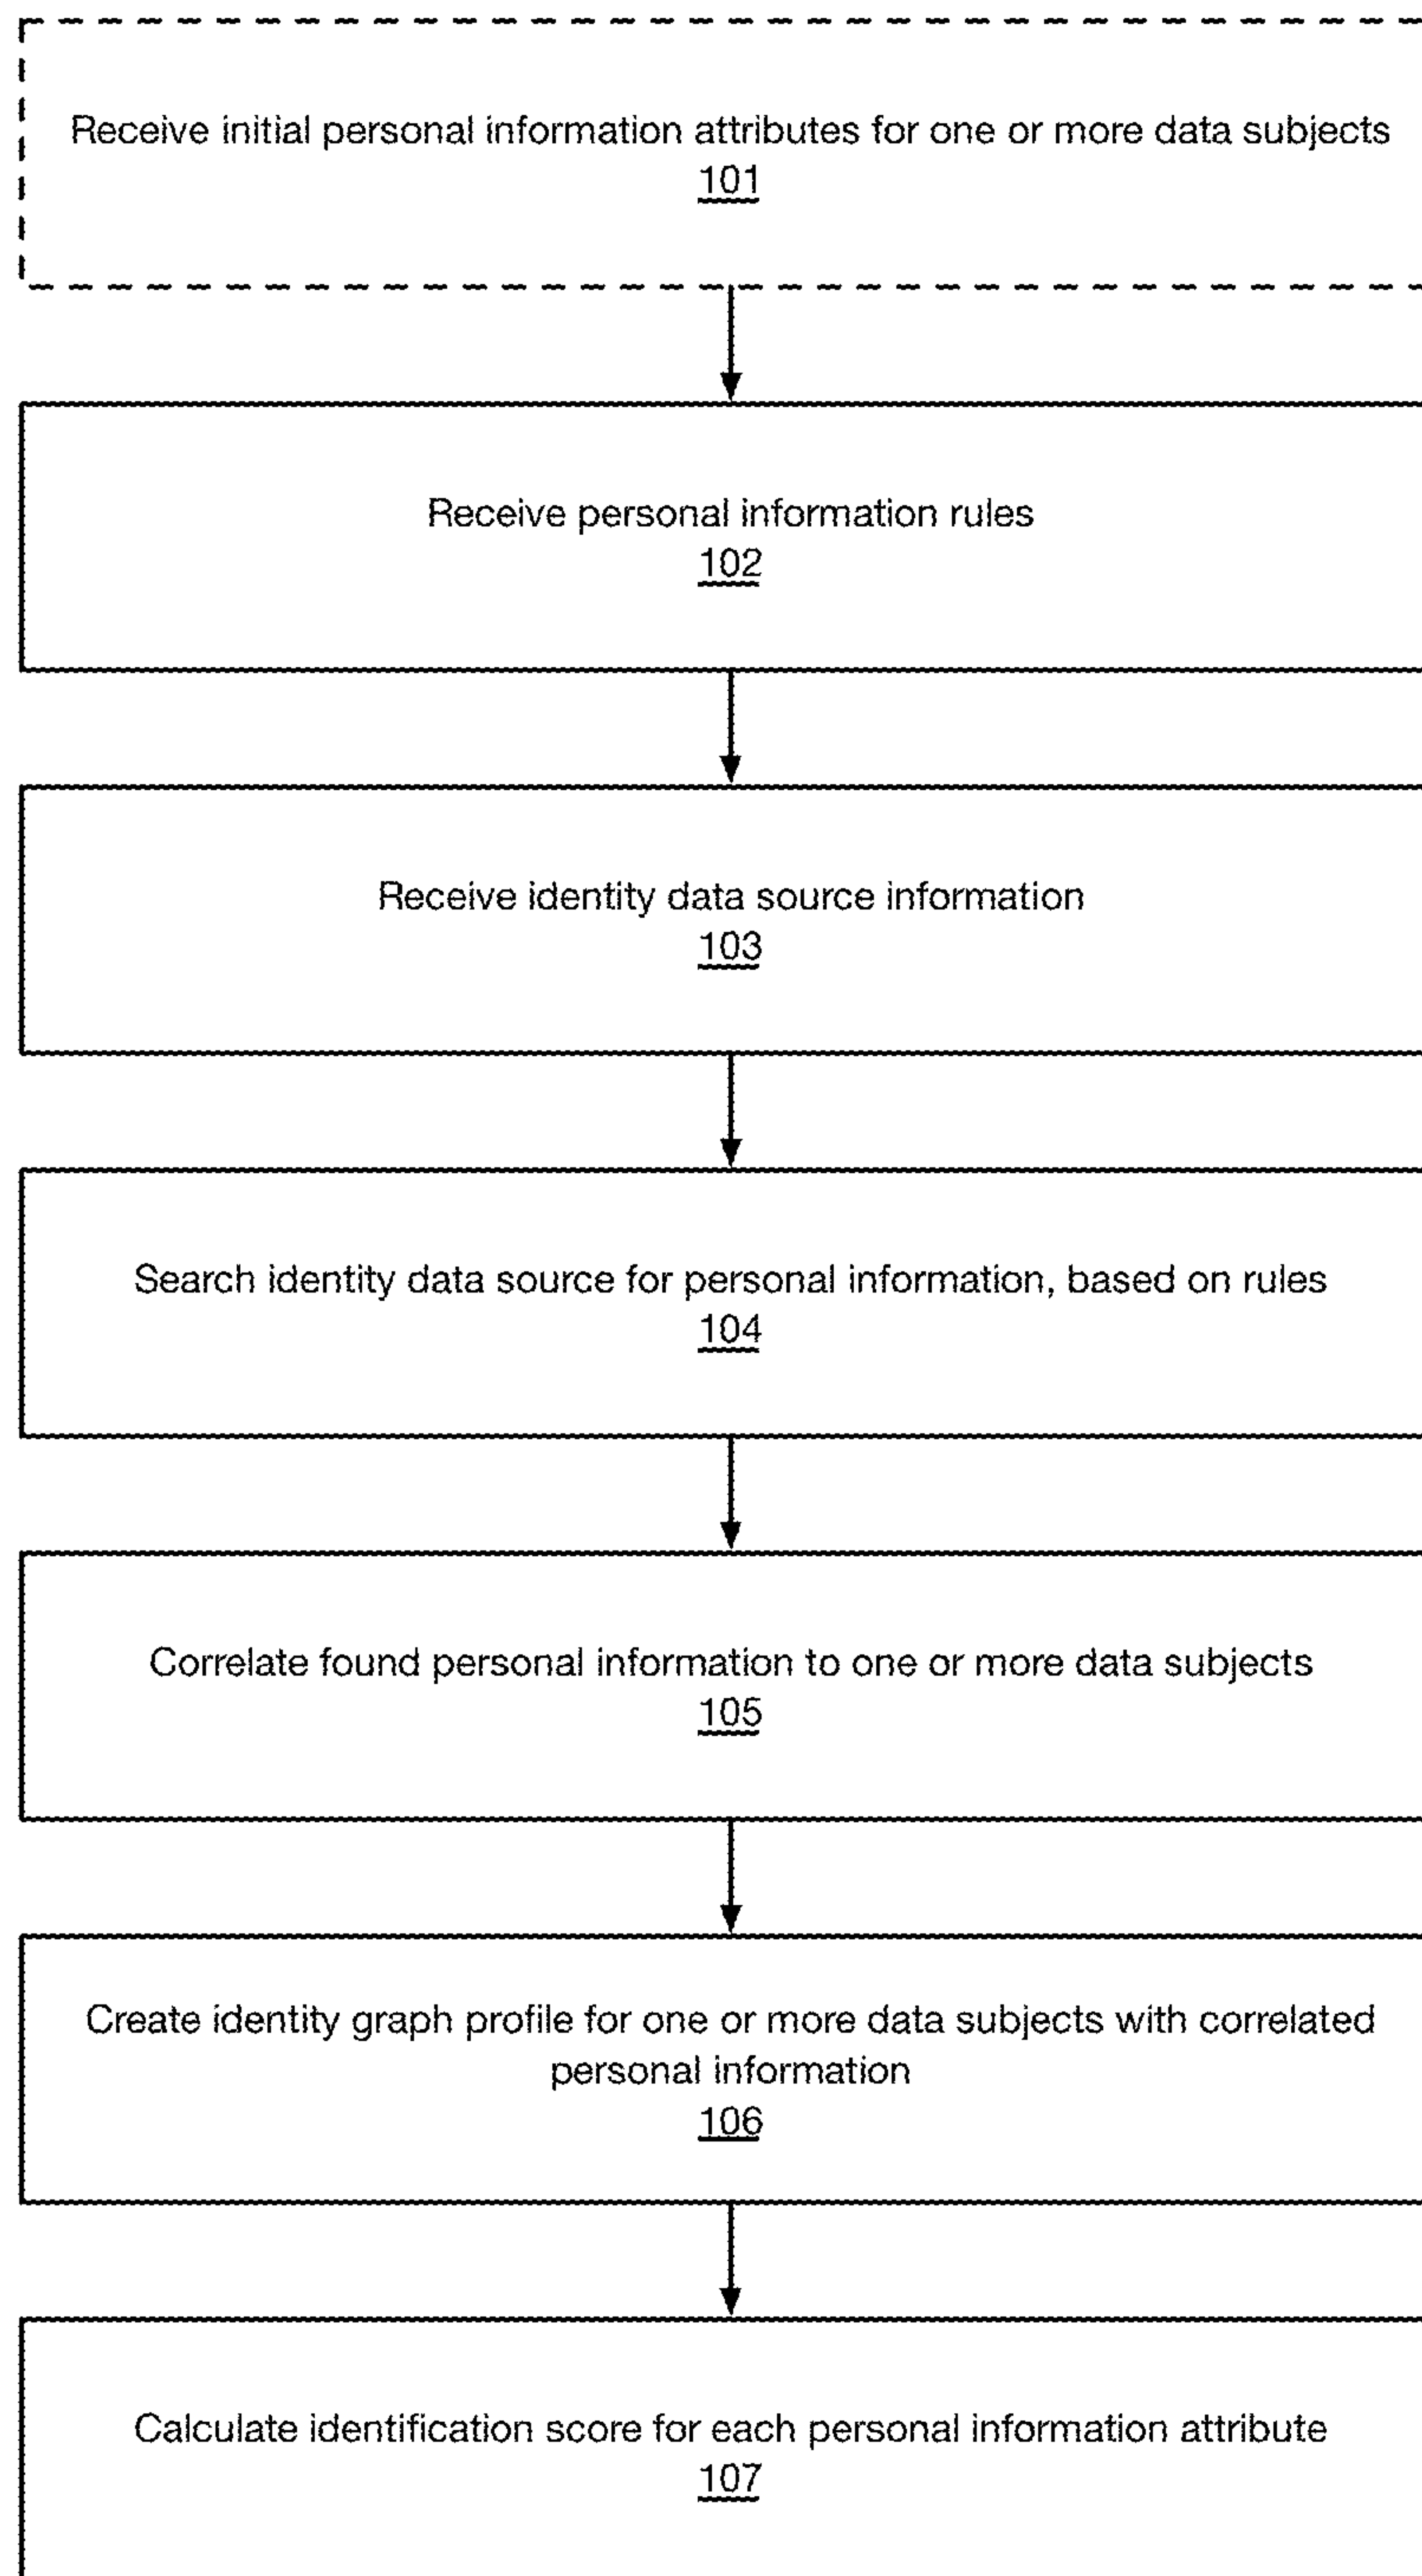 Receive initial personal information attributes for one or more data subjects
101
Receive personal information rules
102
Receive identity data source information
103
Search identity data source for personal information, based on rules
104
Correlate found personal information to one or more data subjects
105
Create identity graph profile for one or more data subjects with correlated
personal information
106
Calculate identification score for each personal information attribute
107